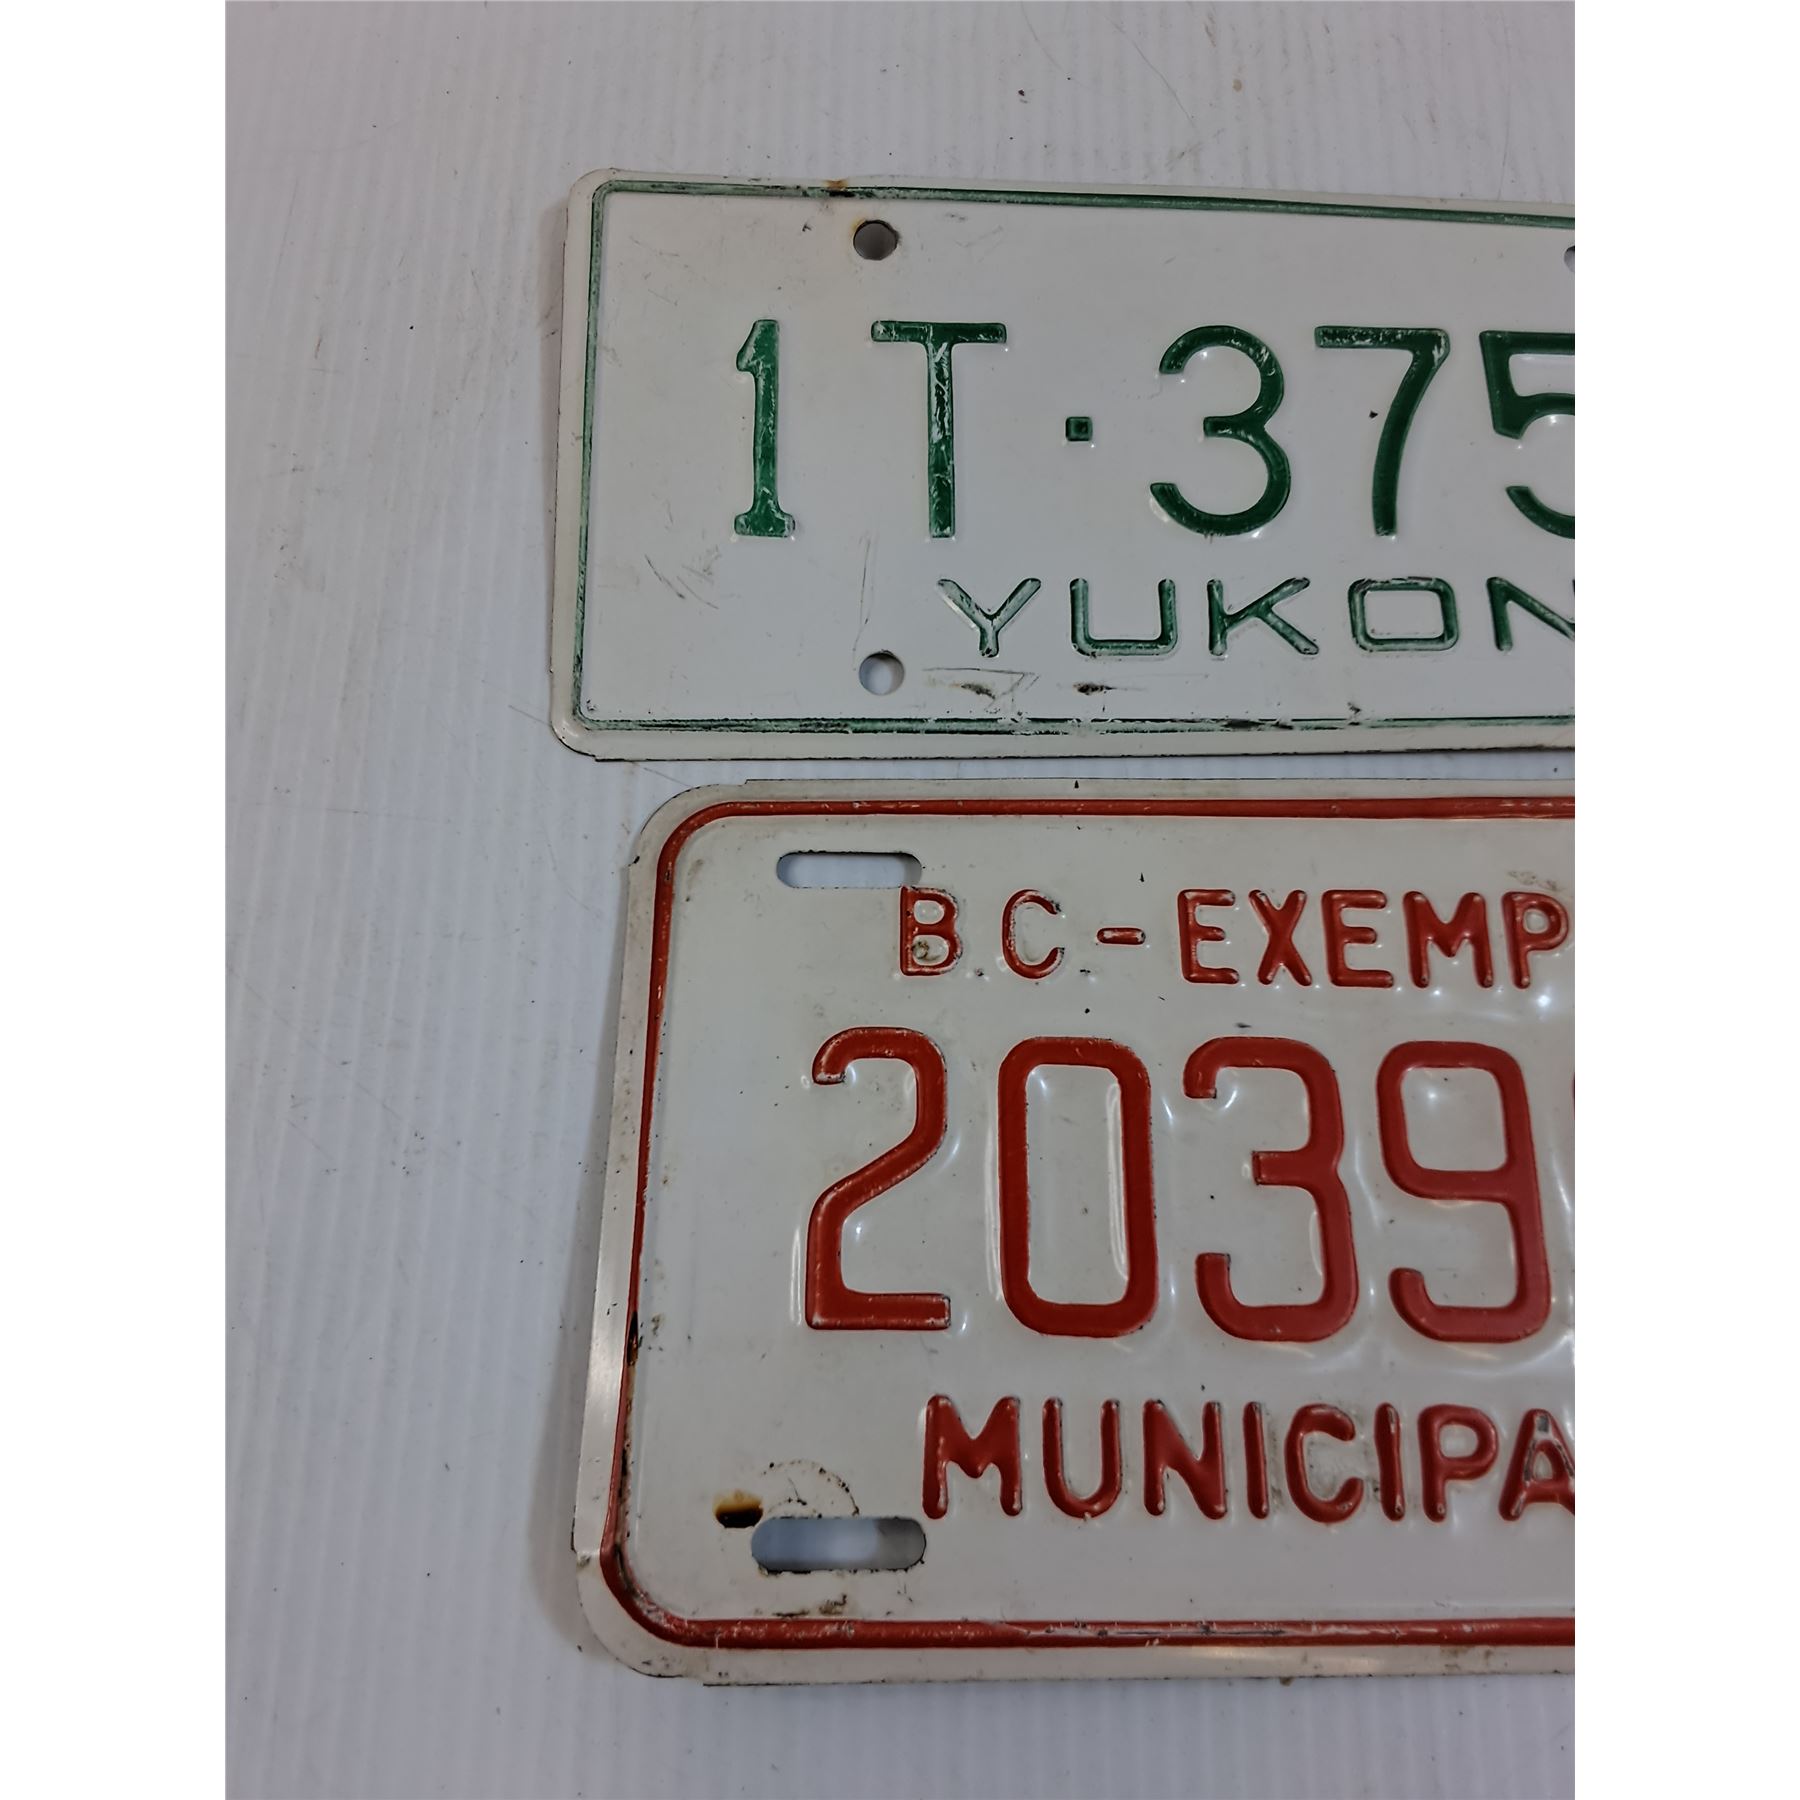 1T·375
YUKON
B.C-EXEMP
2039
MUNICIPA